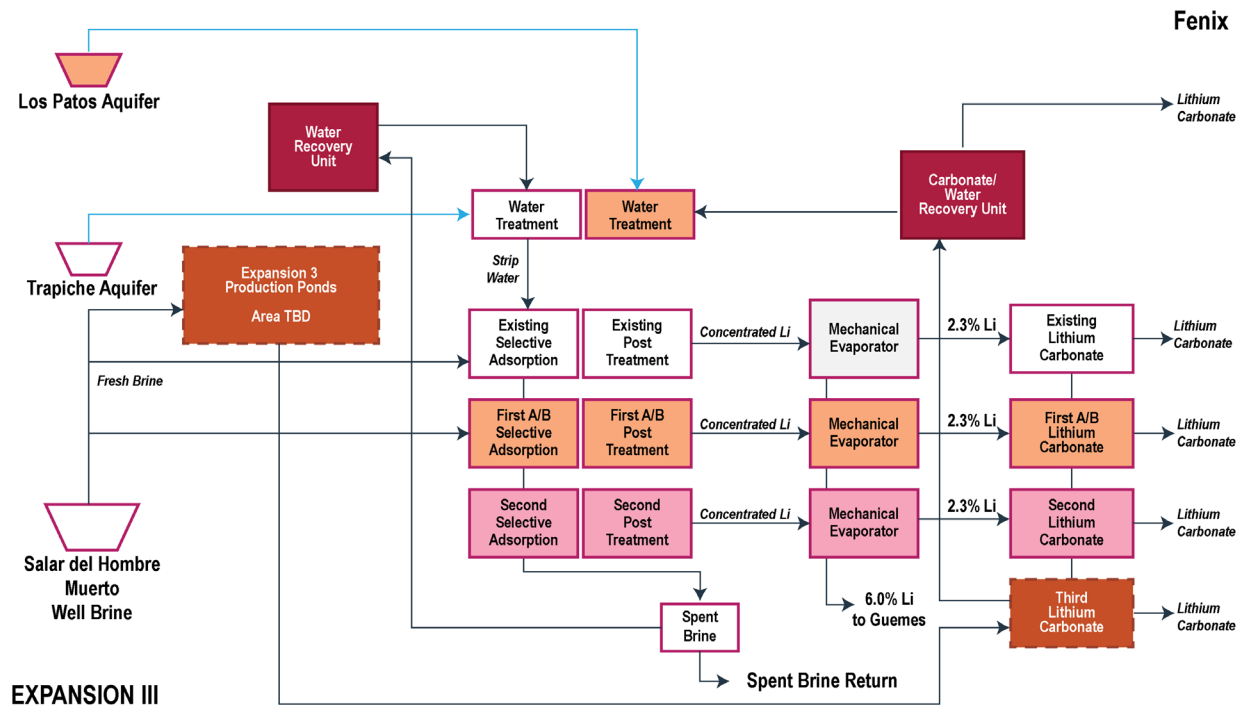 Fenix
Los Patos Aquifer
Lithium
Carbonate
Water
Recovery
Unit
Carbonate/
Water
Recovery Unit
Water
Treatment
Water
Treatment
Trapiche Aquifer
Strip
Water
Expansion 3
Production Ponds
Area TBD
Existing
Selective
Adsorption
Existing
Post
Treatment
Concentrated Li
Mechanical
Evaporator
2.3% Li
Existing
Lithium
Carbonate
Lithium
Carbonate
Fresh Brine
First A/B
Selective
Adsorption
First A/B
Post
Treatment
Concentrated Li
Mechanical
Evaporator
2.3% Li
First A/B
Lithium
Carbonate
Lithium
Carbonate
Second
Selective
Adsorption
Second
Post
Treatment
Concentrated Li
Mechanical
Evaporator
2.3% Li
Second
Lithium
Carbonate
Lithium
Carbonate
Salar del Hombre
Muerto
Well Brine
Spent
Brine
6.0% Li
to Guemes
Third
Lithium
Carbonate
Lithium
Carbonate
Spent Brine Return
EXPANSION III